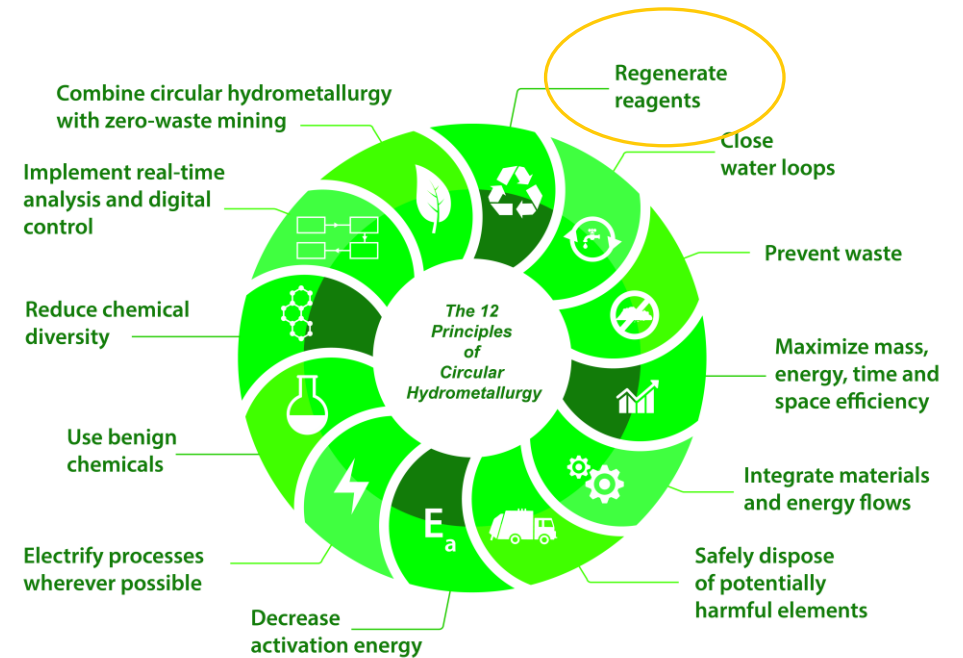 Regenerate
reagents
Close
water loops
Prevent waste
Maximize mass,
energy, time and
space efficiency
Integrate materials
and energy flows
Safely dispose
of potentially
harmful elements
Decrease
activation energy
Electrify processes
wherever possible
Use benign
chemicals
Reduce chemical
diversity
Implement real-time
analysis and digital
control
Combine circular hydrometallurgy
with zero-waste mining
The 12
Principles
of
Circular
Hydrometallurgy
Ea